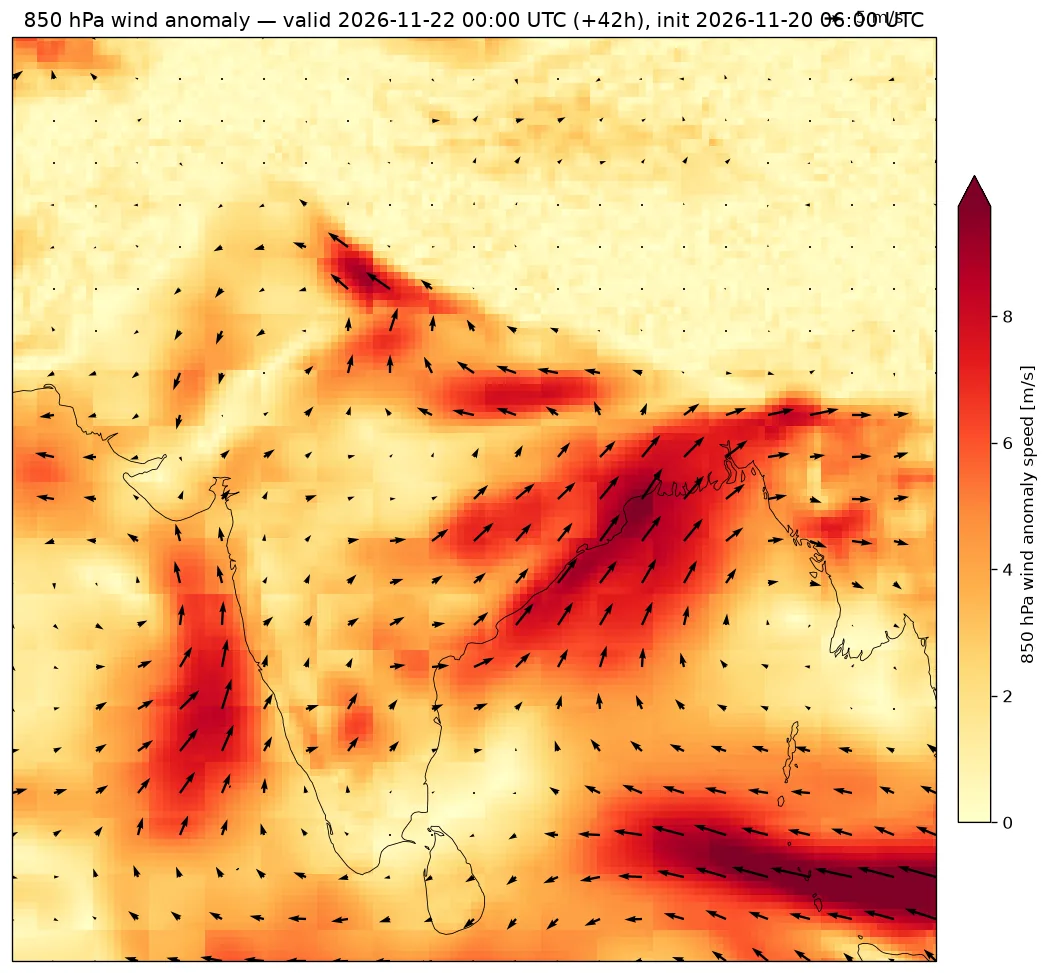 850 hPa wind anomaly — valid 2026-11-22 00:00 UTC (+42h), init 2026-11-20 06:00 UTC
5 m/s
8
6
4
2
0
850 hPa wind anomaly speed [m/s]